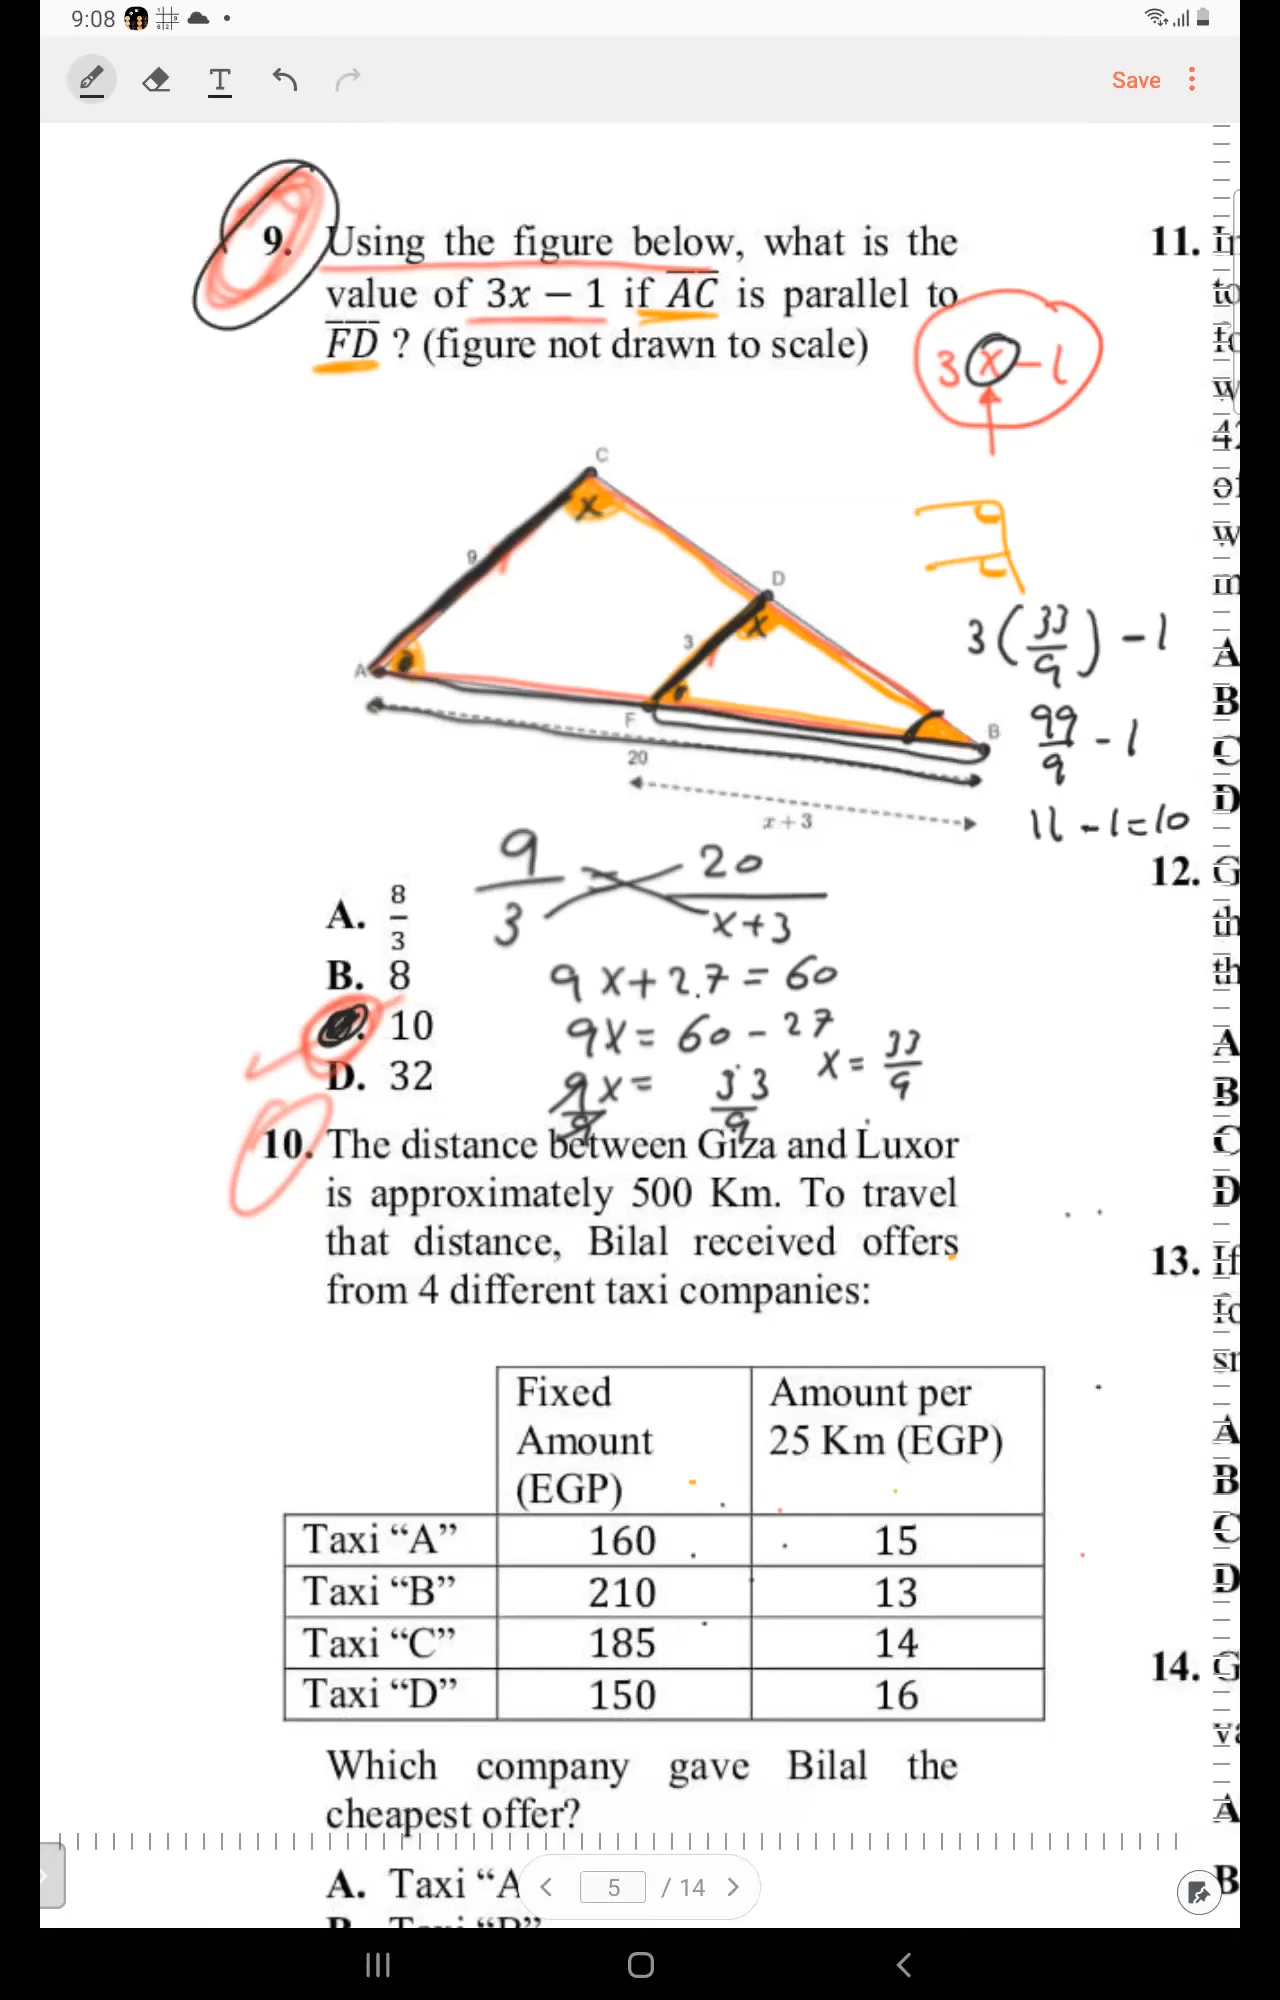 9:08
Save
9. Using the figure below, what is the
value of 3x − 1 if AC is parallel to
FD ? (figure not drawn to scale)
3x-1
C
x
9
D
x
3
A
F
B
20
x + 3
3(33/9)-1
99/9 - 1
11-1=10
9/3 = 20/x+3
9x+27=60
9x=60-27
9x/9 = 33/9
x=33/9
A. 8/3
B. 8
10
D. 32
10. The distance between Giza and Luxor
is approximately 500 Km. To travel
that distance, Bilal received offers
from 4 different taxi companies:
Fixed Amount (EGP) Amount per 25 Km (EGP)
Taxi “A” 160 15
Taxi “B” 210 13
Taxi “C” 185 14
Taxi “D” 150 16
Which company gave Bilal the
cheapest offer?
A. Taxi “A
5 / 14
11.
A
B
C
D
12.
A
B
C
D
13. If
A
B
C
D
14.
A
B